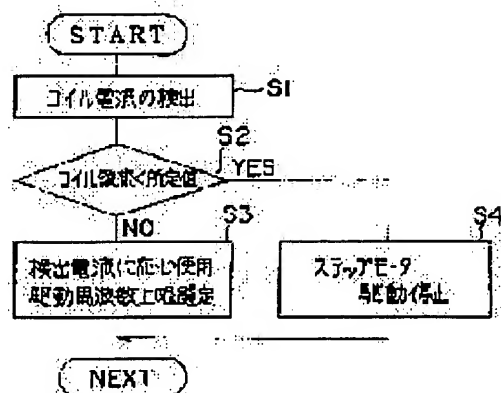 START
コイル電流の検出
S1
S2
コイル電流<所定値
YES
NO
S3
検出電流に応じ使用
駆動周波数上限設定
S4
ステップモータ
駆動停止
NEXT